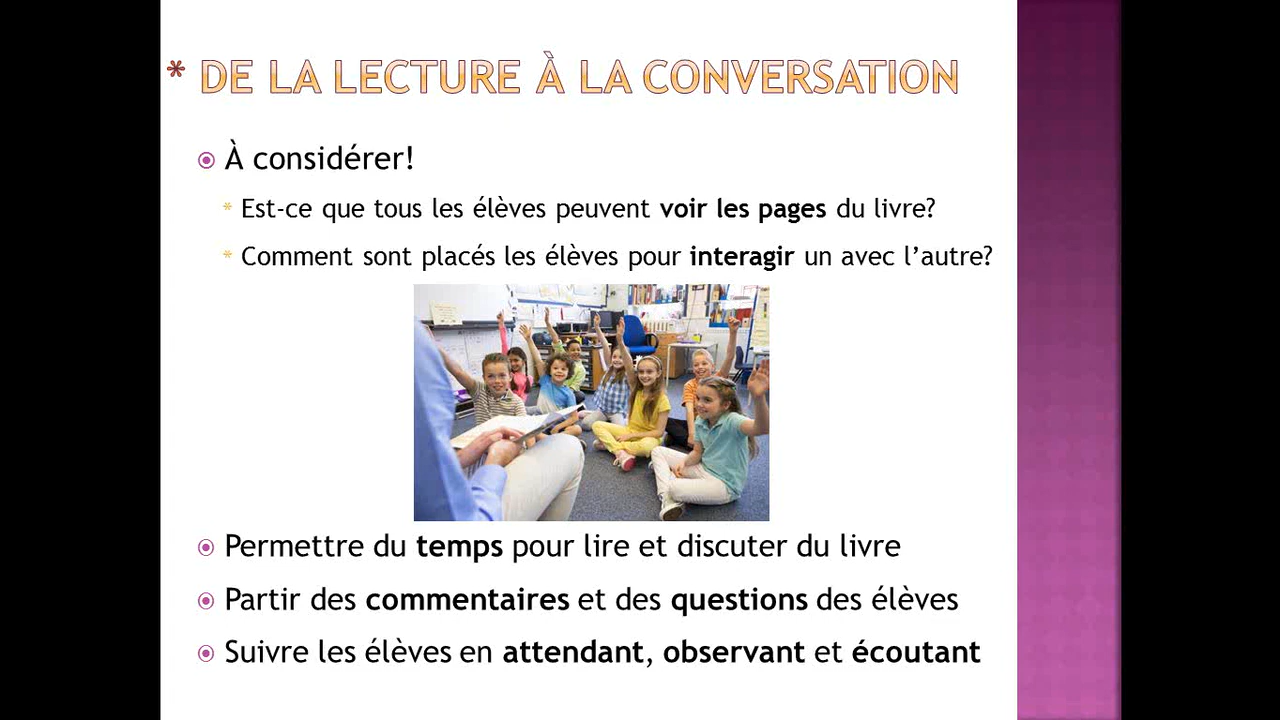 * DE LA LECTURE À LA CONVERSATION
À considérer!
* Est-ce que tous les élèves peuvent voir les pages du livre?
* Comment sont placés les élèves pour interagir un avec l'autre?
Permettre du temps pour lire et discuter du livre
Partir des commentaires et des questions des élèves
Suivre les élèves en attendant, observant et écoutant